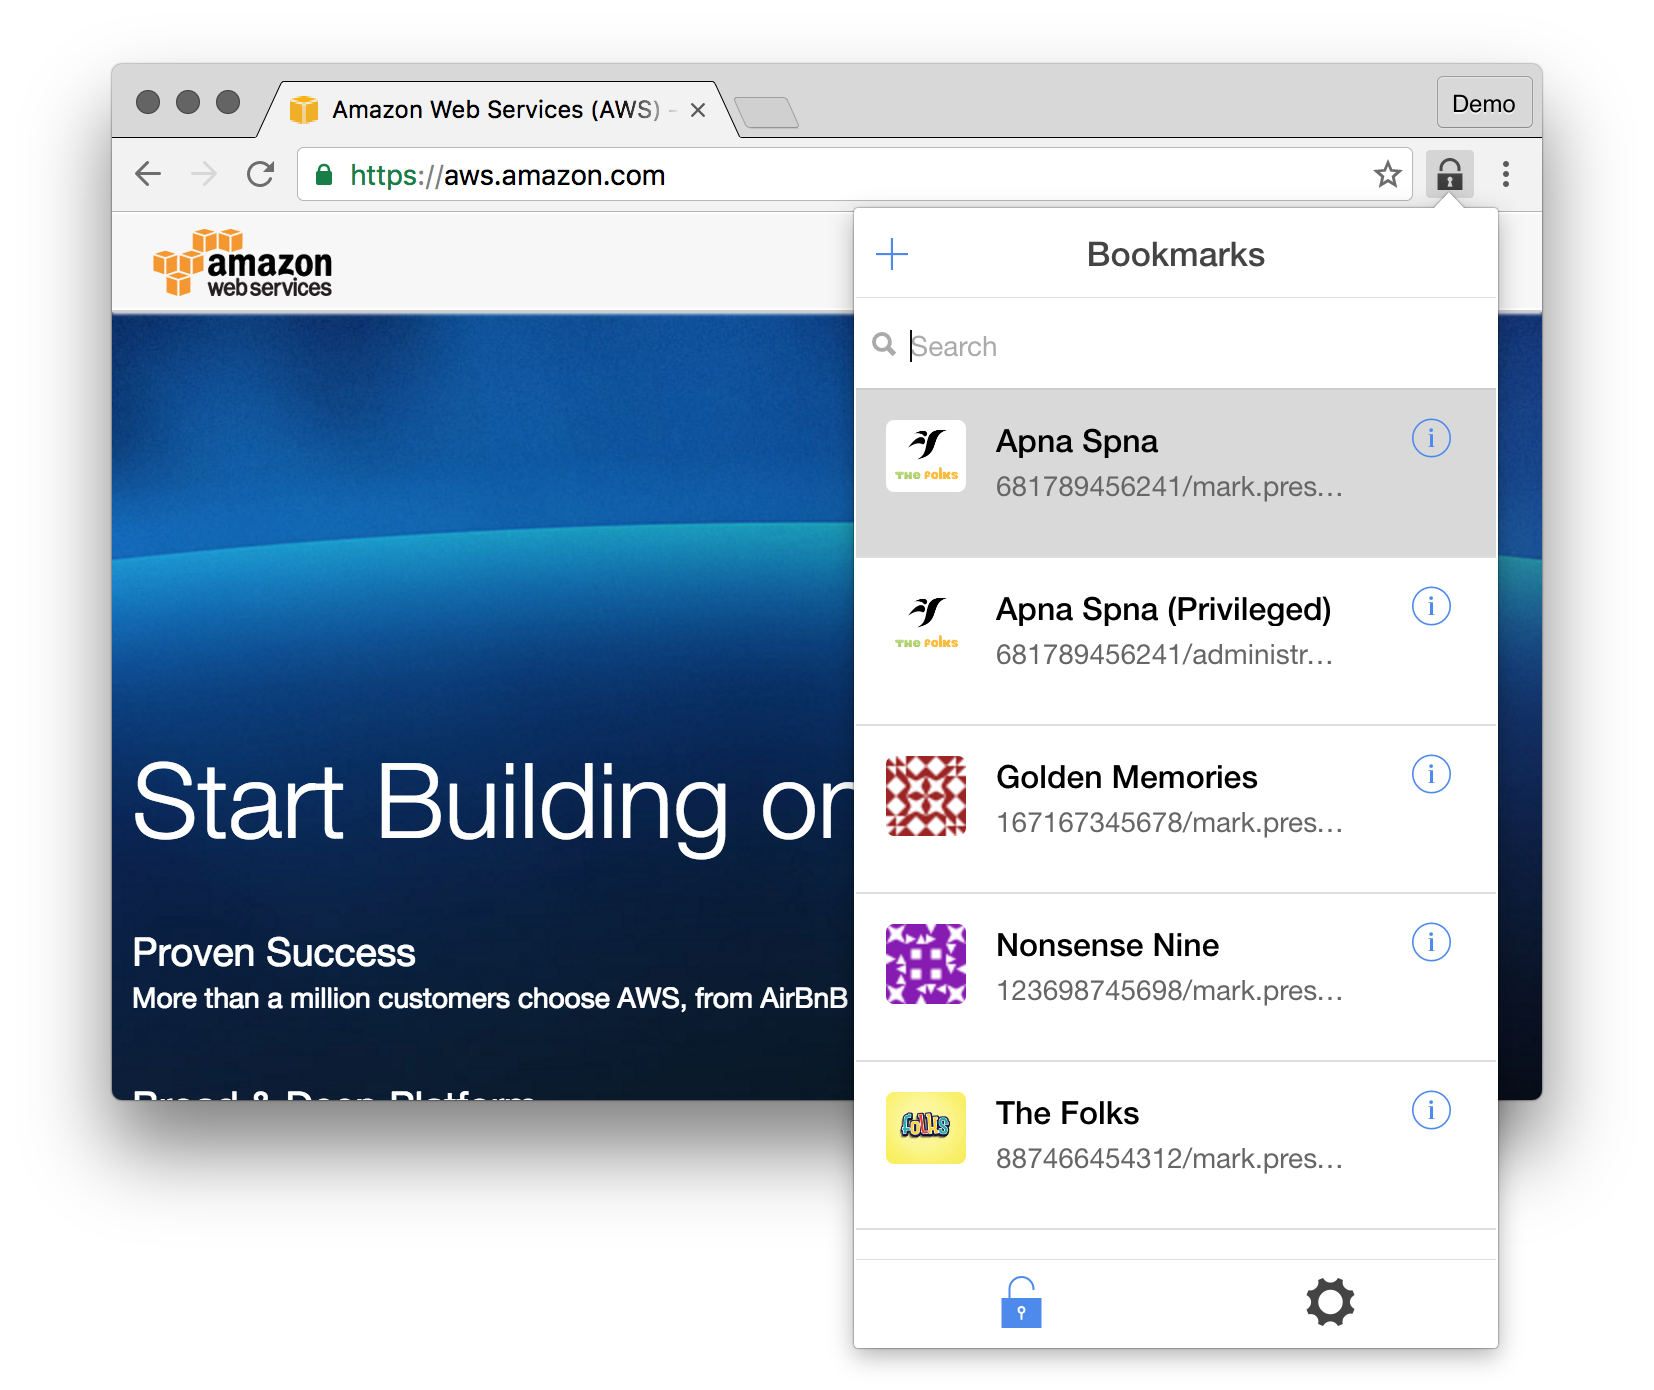 Amazon Web Services (AWS) -
Demo
https://aws.amazon.com
amazon
web services
Bookmarks
Search
Apna Spna
681789456241/mark.pres…
THE FOLKS
Apna Spna (Privileged)
681789456241/administr…
THE FOLKS
Golden Memories
167167345678/mark.pres…
Nonsense Nine
123698745698/mark.pres…
The Folks
887466454312/mark.pres…
folks
Start Building on
Proven Success
More than a million customers choose AWS, from AirBnB
Broad & Deep Platform